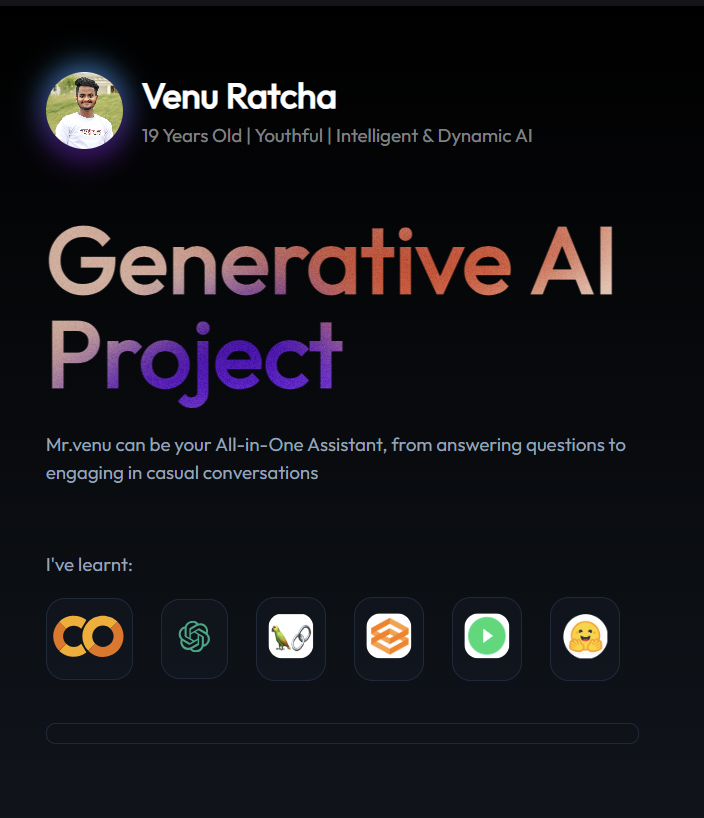 Venu Ratcha
19 Years Old | Youthful | Intelligent & Dynamic AI
Generative AI
Project
Mr.venu can be your All-in-One Assistant, from answering questions to
engaging in casual conversations
I've learnt: